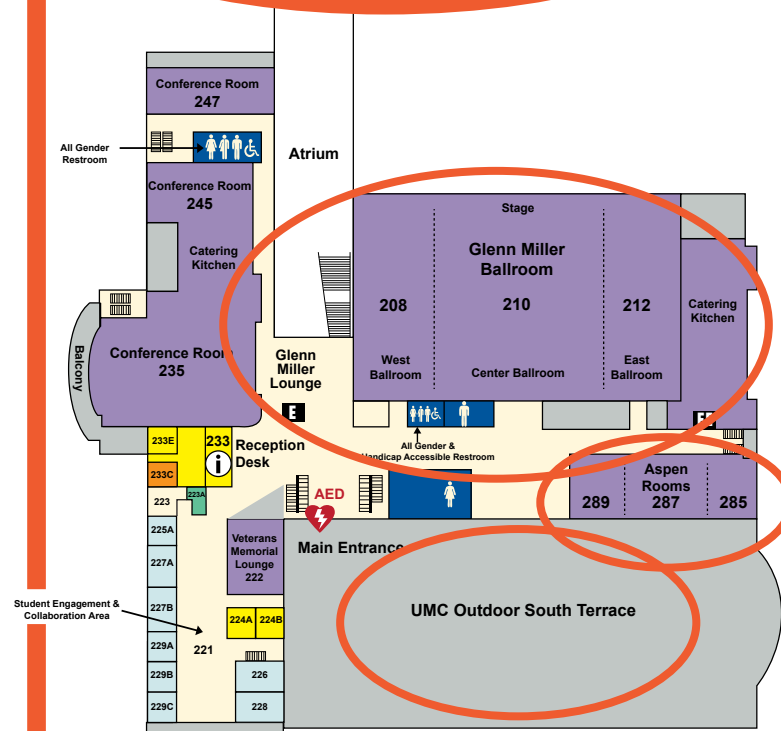 Conference Room
247
All Gender
Restroom
Atrium
Conference Room
245
Catering
Kitchen
Stage
Glenn Miller
Ballroom
208
210
212
Catering
Kitchen
West
Ballroom
Center Ballroom
East
Ballroom
Balcony
Conference Room
235
Glenn
Miller
Lounge
E
233E
233
i
Reception
Desk
All Gender &
Handicap Accessible Restroom
233C
223A
223
AED
Aspen
Rooms
289
287
285
225A
Veterans
Memorial
Lounge
222
Main Entrance
227A
Student Engagement &
Collaboration Area
227B
224A
224B
UMC Outdoor South Terrace
229A
221
229B
226
229C
228